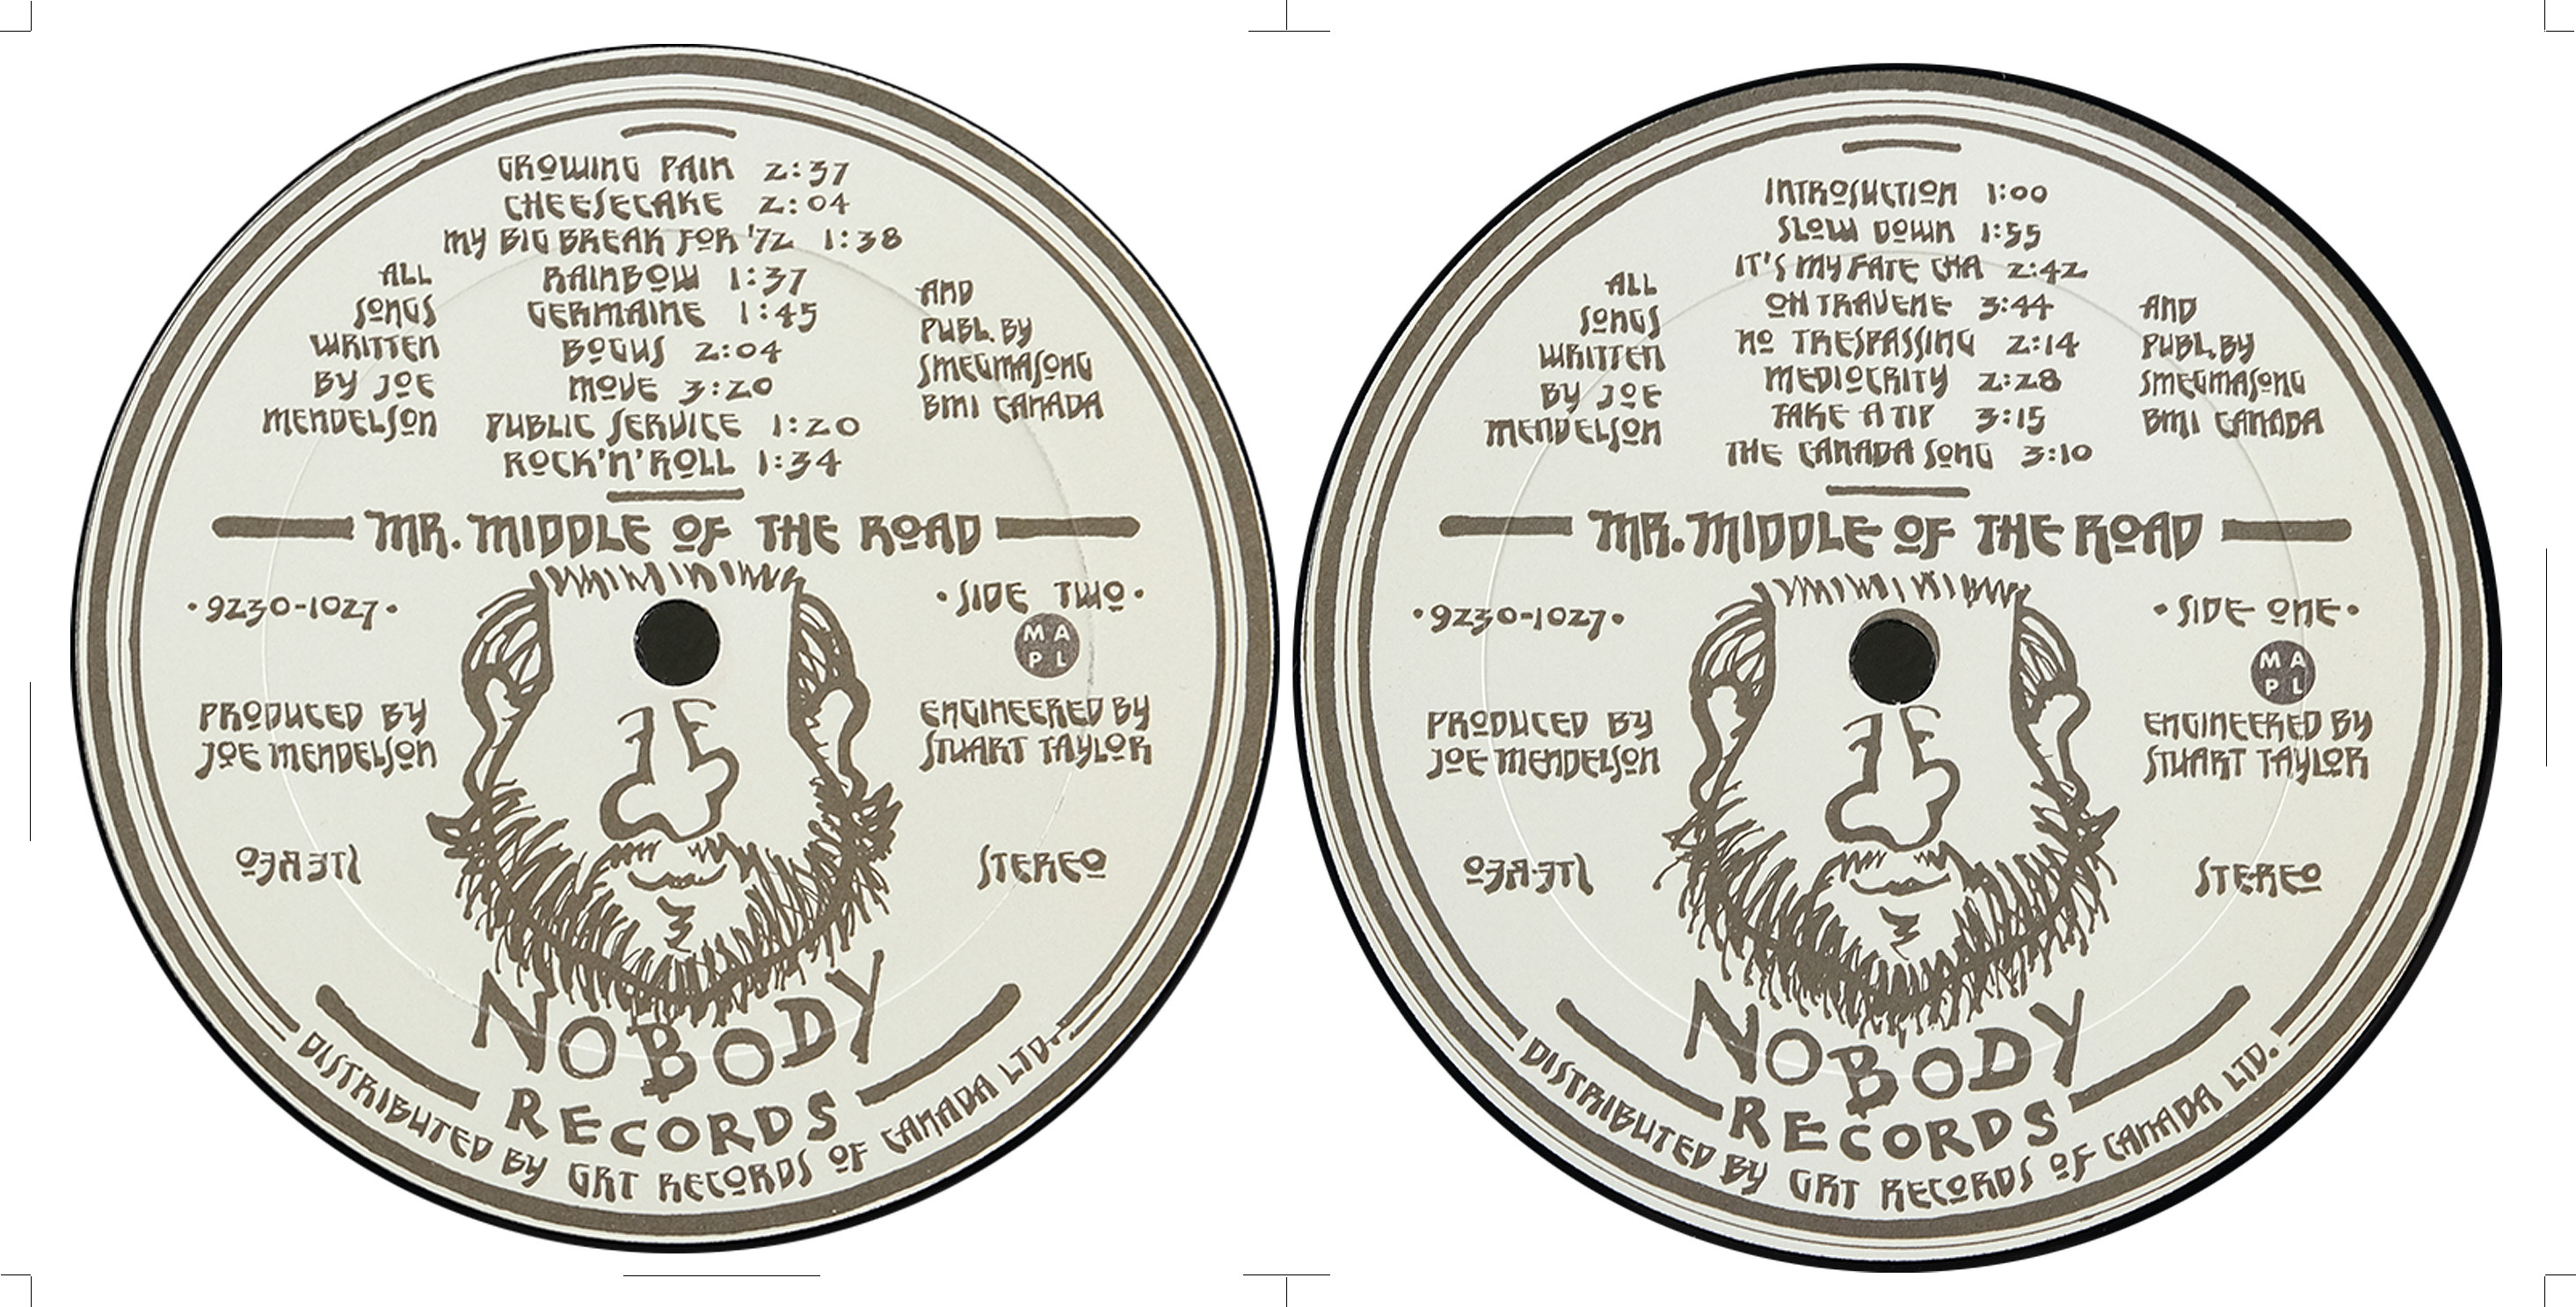 GROWING PAIN 2:37
CHEESECAKE 2:04
MY BIG BREAK FOR '72 1:38
RAINBOW 1:37
GERMAINE 1:45
BOGUS 2:04
MOVE 3:20
PUBLIC SERVICE 1:20
ROCK'N'ROLL 1:34
ALL
SONGS
WRITTEN
BY JOE
MENDELSON
AND
PUBL. BY
SMEGMASONG
BMI CANADA
MR. MIDDLE OF THE ROAD
•9230-1027•
•SIDE TWO•
MA
PL
PRODUCED BY
JOE MENDELSON
ENGINEERED BY
STUART TAYLOR
STEREO
STEREO
NOBODY
RECORDS
DISTRIBUTED BY GRT RECORDS OF CANADA LTD.
INTROSUCTION 1:00
SLOW DOWN 1:55
IT'S MY FATE CHA 2:42
ON TRAVENE 3:44
NO TRESPASSING 2:14
MEDIOCRITY 2:28
TAKE A TIP 3:15
THE CANADA SONG 3:10
ALL
SONGS
WRITTEN
BY JOE
MENDELSON
AND
PUBL. BY
SMEGMASONG
BMI CANADA
MR. MIDDLE OF THE ROAD
•9230-1027•
•SIDE ONE•
MA
PL
PRODUCED BY
JOE MENDELSON
ENGINEERED BY
STUART TAYLOR
STEREO
STEREO
NOBODY
RECORDS
DISTRIBUTED BY GRT RECORDS OF CANADA LTD.